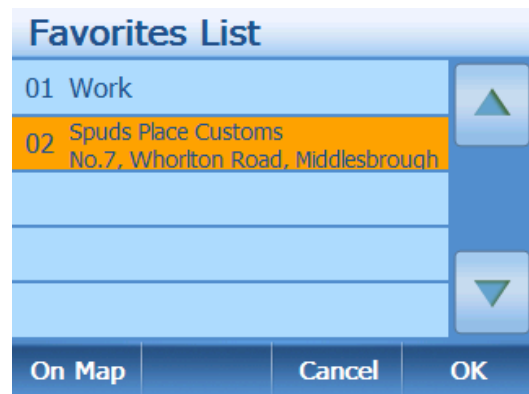 Favorites List
01 Work
02 Spuds Place Customs
No.7, Whorlton Road, Middlesbrough
On Map Cancel OK